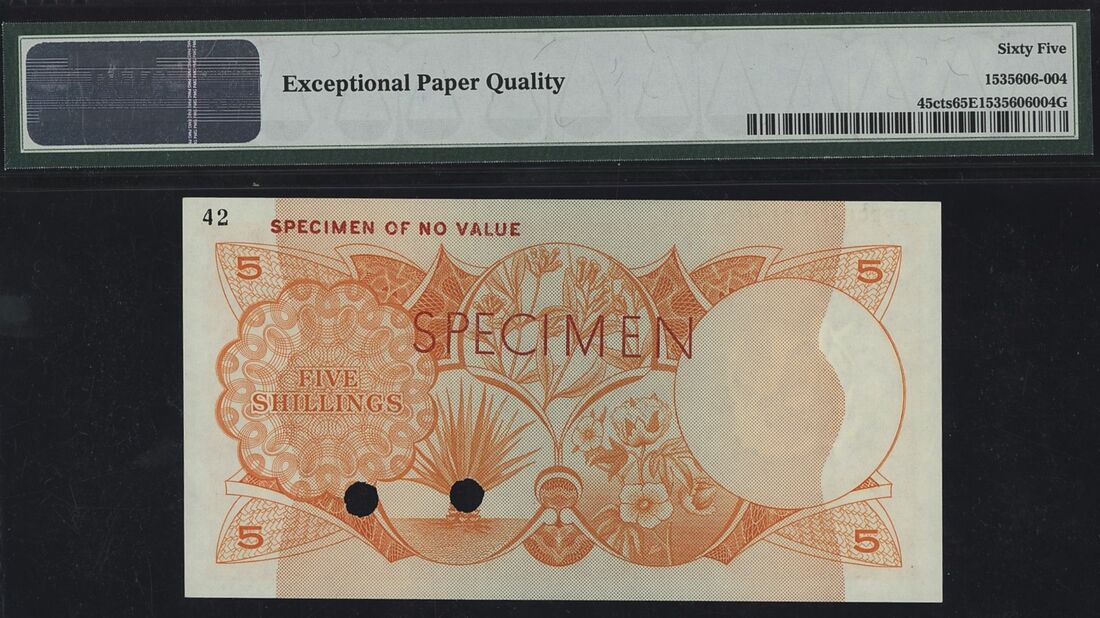 Sixty Five
Exceptional Paper Quality
1535606-004
45cts65E1535606004G
42
SPECIMEN OF NO VALUE
5
5
SPECIMEN
FIVE
SHILLINGS
5
5